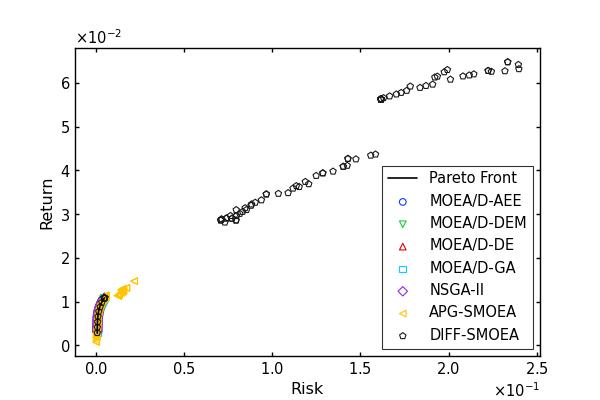 ×10⁻²
6
5
4
3
2
1
0
Return
0.0
0.5
1.0
1.5
2.0
2.5
Risk
×10⁻¹
Pareto Front
MOEA/D-AEE
MOEA/D-DEM
MOEA/D-DE
MOEA/D-GA
NSGA-II
APG-SMOEA
DIFF-SMOEA